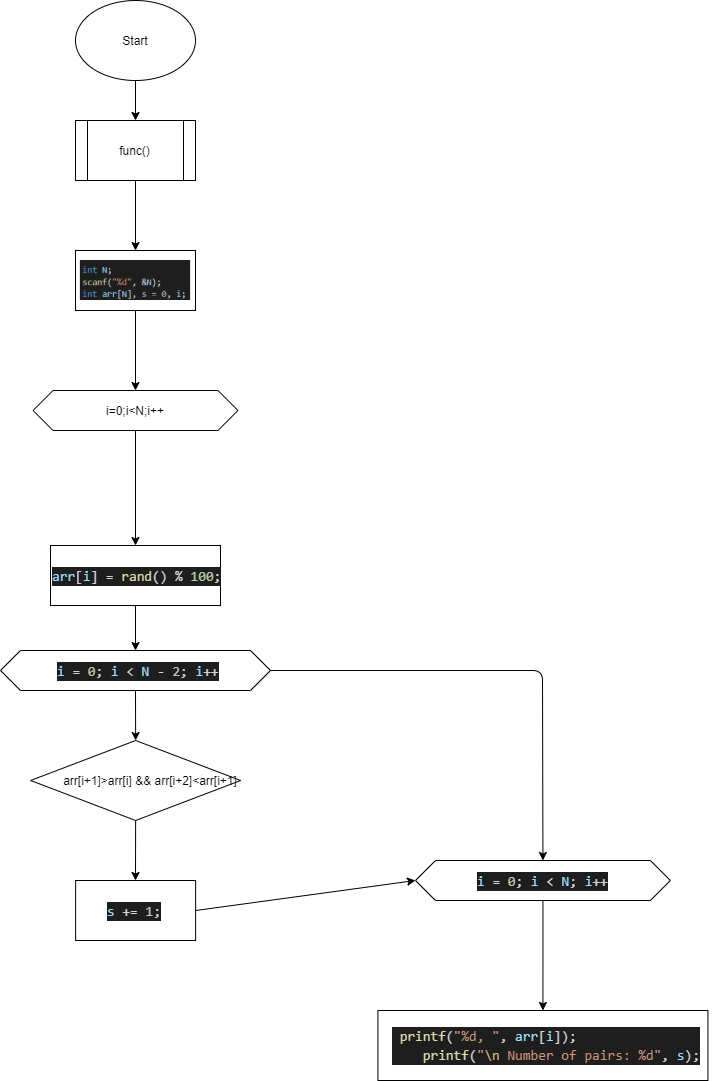 Start
func()
int N;
scanf("%d", &N);
int arr[N], s = 0, i;
i=0;i<N;i++
arr[i] = rand() % 100;
i = 0; i < N - 2; i++
arr[i+1]>arr[i] && arr[i+2]<arr[i+1]
i = 0; i < N; i++
s += 1;
printf("%d, ", arr[i]);
printf("\n Number of pairs: %d", s);